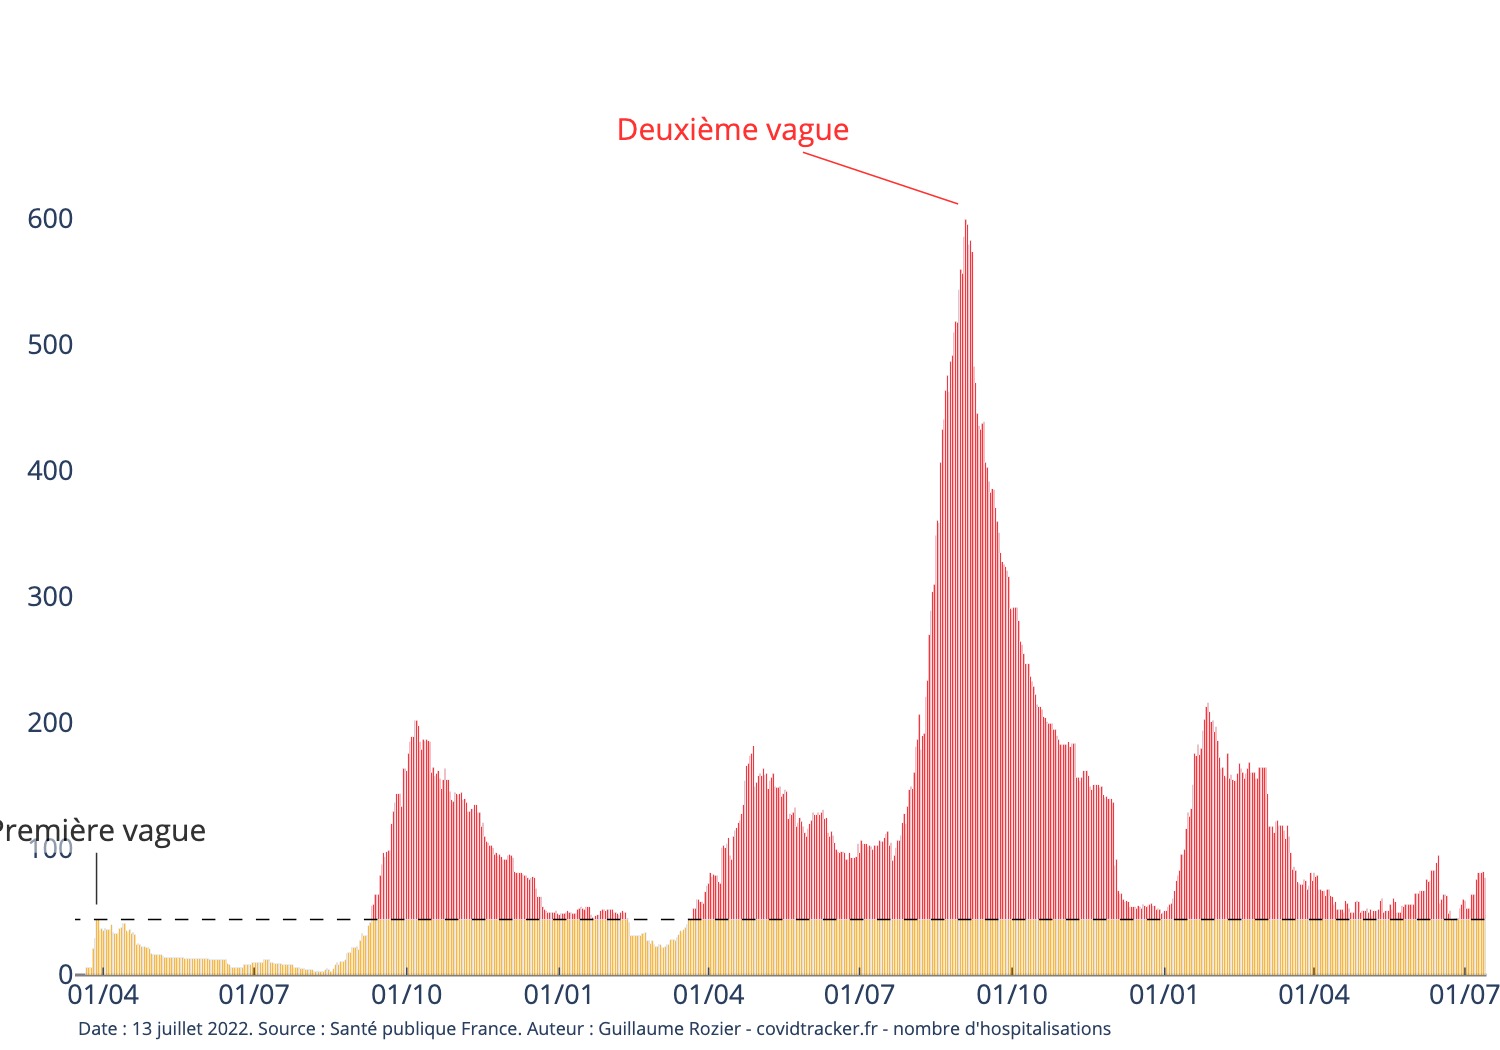 Deuxième vague
600
500
400
300
200
Première vague
100
0
01/04 01/07 01/10 01/01 01/04 01/07 01/10 01/01 01/04 01/07
Date : 13 juillet 2022. Source : Santé publique France. Auteur : Guillaume Rozier - covidtracker.fr - nombre d'hospitalisations